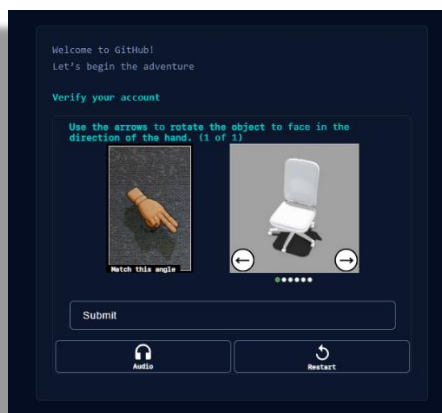 Welcome to GitHub!
Let's begin the adventure
Verify your account
Use the arrows to rotate the object to face in the
direction of the hand. (1 of 1)
Match this angle
Submit
Audio
Restart